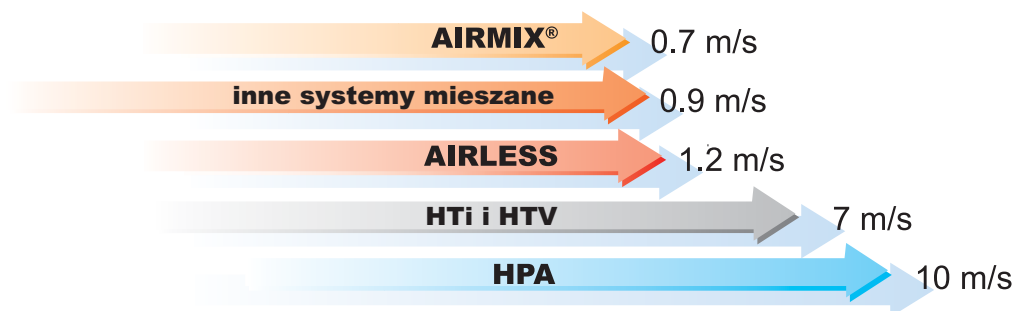 AIRMIX® 0.7 m/s
inne systemy mieszane 0.9 m/s
AIRLESS 1.2 m/s
HTi i HTV 7 m/s
HPA 10 m/s